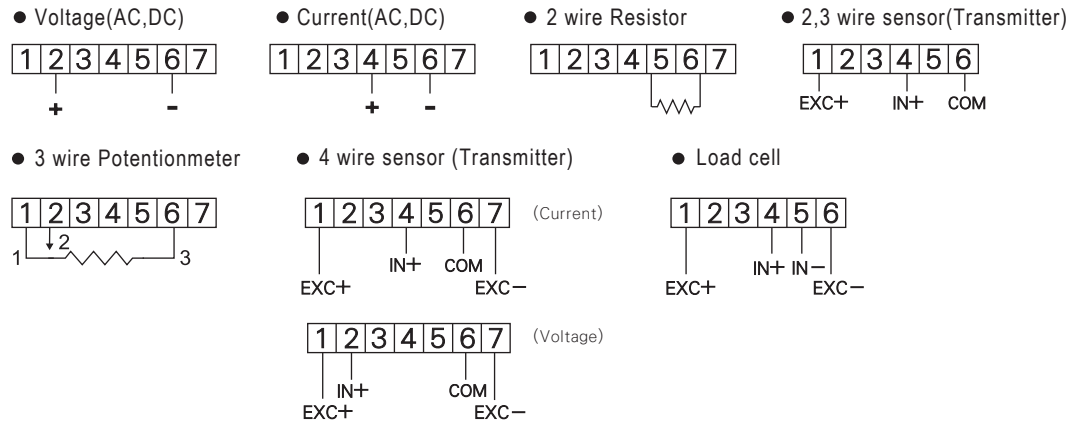 ● Voltage(AC,DC)
1 2 3 4 5 6 7
+ -
● Current(AC,DC)
1 2 3 4 5 6 7
+ -
● 2 wire Resistor
1 2 3 4 5 6 7
● 2,3 wire sensor(Transmitter)
1 2 3 4 5 6
EXC+ IN+ COM
● 3 wire Potentionmeter
1 2 3 4 5 6 7
1 2 3
● 4 wire sensor (Transmitter)
1 2 3 4 5 6 7 (Current)
IN+ COM
EXC+ EXC-
1 2 3 4 5 6 7 (Voltage)
IN+ COM
EXC+ EXC-
● Load cell
1 2 3 4 5 6
IN+ IN-
EXC+ EXC-